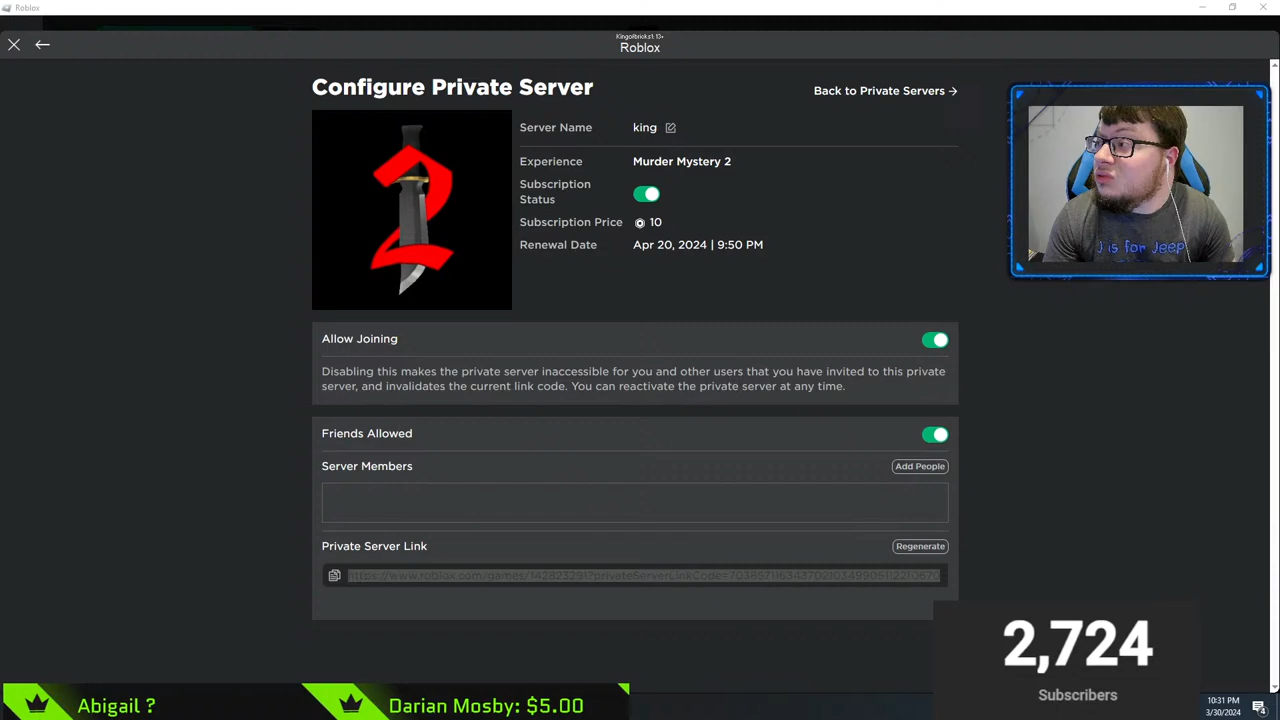 Roblox
Kingofbricks1: 13+
Roblox
Configure Private Server
Back to Private Servers →
Server Name king
Experience Murder Mystery 2
Subscription
Status
Subscription Price 10
Renewal Date Apr 20, 2024 | 9:50 PM
2
J is for Jeep
Allow Joining
Disabling this makes the private server inaccessible for you and other users that you have invited to this private
server, and invalidates the current link code. You can reactivate the private server at any time.
Friends Allowed
Server Members Add People
Private Server Link Regenerate
2,724
Subscribers
Abigail ?
Darian Mosby: $5.00
10:31 PM
3/30/2024
4